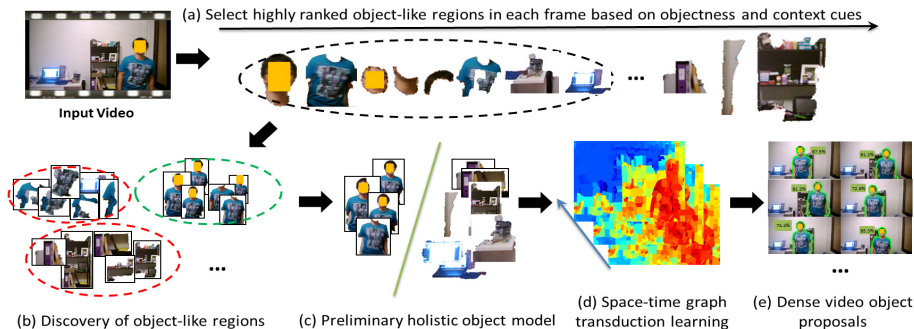 (a) Select highly ranked object-like regions in each frame based on objectness and context cues
Input Video
...
...
(b) Discovery of object-like regions
(c) Preliminary holistic object model
(d) Space-time graph
transduction learning
(e) Dense video object
proposals
...